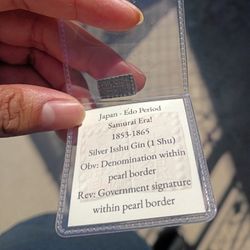 Japan - Edo Period
Samurai Era!
1853-1865
Silver Isshu Gin (1 Shu)
Obv: Denomination within
pearl border
Rev: Government signature
within pearl border